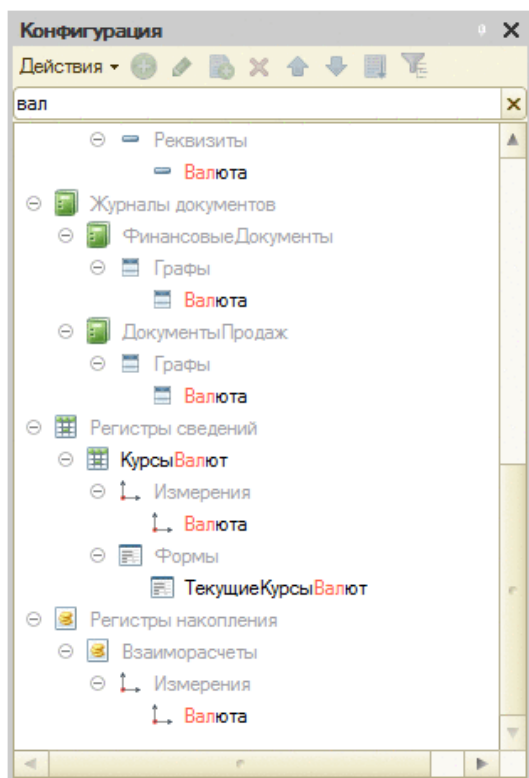 Конфигурация
Действия
вал
Реквизиты
Валюта
Журналы документов
ФинансовыеДокументы
Графы
Валюта
ДокументыПродаж
Графы
Валюта
Регистры сведений
КурсыВалют
Измерения
Валюта
Формы
ТекущиеКурсыВалют
Регистры накопления
Взаиморасчеты
Измерения
Валюта